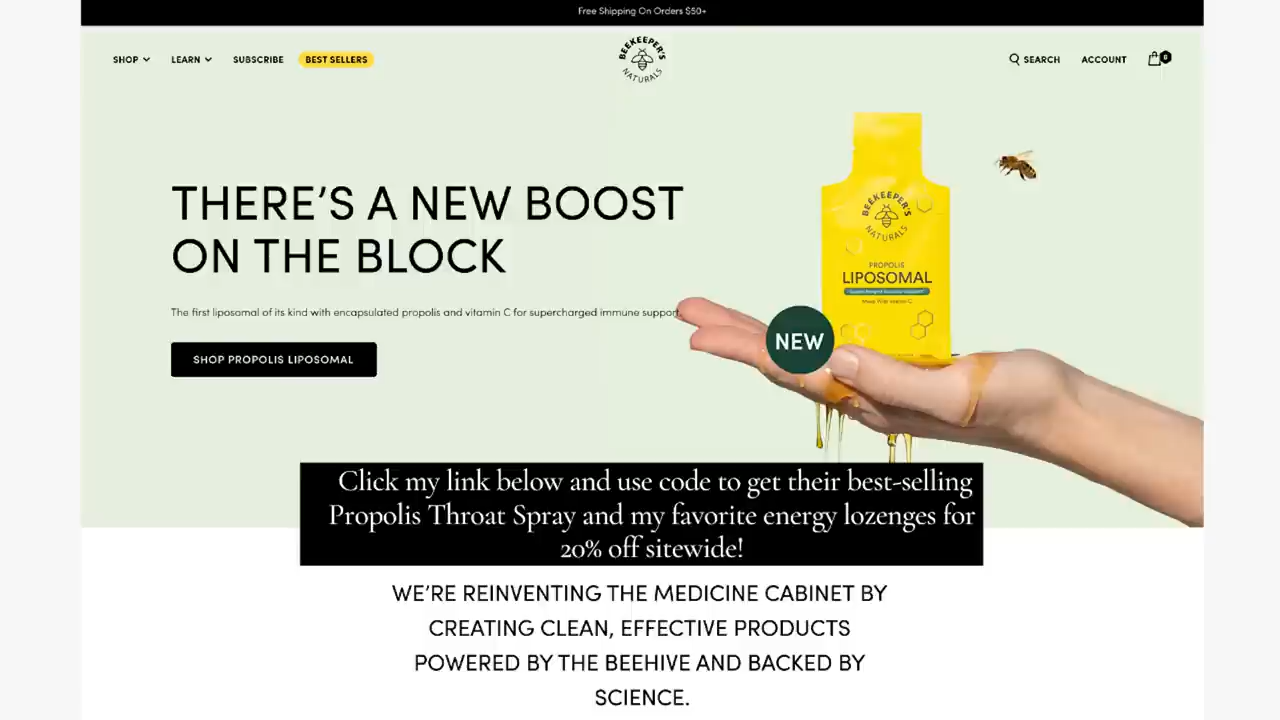 Free Shipping On Orders $50+
SHOP LEARN SUBSCRIBE BEST SELLERS
BEEKEEPER'S NATURALS
SEARCH ACCOUNT 0
THERE'S A NEW BOOST
ON THE BLOCK
The first liposomal of its kind with encapsulated propolis and vitamin C for supercharged immune support.
SHOP PROPOLIS LIPOSOMAL
BEEKEEPER'S
NATURALS
PROPOLIS
LIPOSOMAL
Made With Vitamin C
NEW
Click my link below and use code to get their best-selling
Propolis Throat Spray and my favorite energy lozenges for
20% off sitewide!
WE'RE REINVENTING THE MEDICINE CABINET BY
CREATING CLEAN, EFFECTIVE PRODUCTS
POWERED BY THE BEEHIVE AND BACKED BY
SCIENCE.